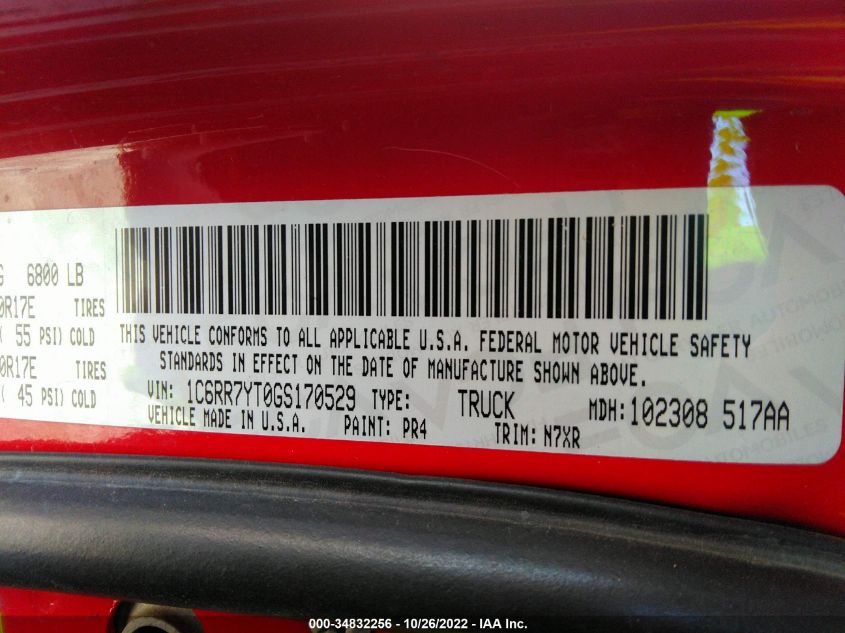 G 6800 LB
0R17E TIRES
55 PSI) COLD
0R17E TIRES
( 45 PSI) COLD
THIS VEHICLE CONFORMS TO ALL APPLICABLE U.S.A. FEDERAL MOTOR VEHICLE SAFETY
STANDARDS IN EFFECT ON THE DATE OF MANUFACTURE SHOWN ABOVE.
VIN: 1C6RR7YT0GS170529 TYPE: TRUCK MDH: 102308 517AA
VEHICLE MADE IN U.S.A. PAINT: PR4 TRIM: N7XR
000-34832256 - 10/26/2022 - IAA Inc.